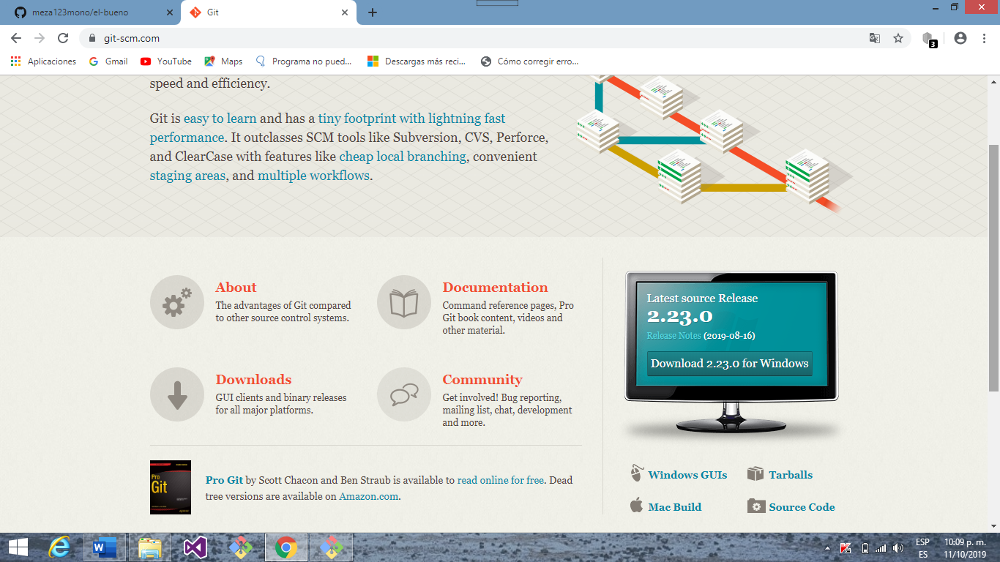 meza123mono/el-bueno
Git
git-scm.com
3
Aplicaciones
Gmail
YouTube
Maps
Programa no pued...
Descargas más reci...
Cómo corregir erro...
speed and efficiency.
Git is easy to learn and has a tiny footprint with lightning fast
performance. It outclasses SCM tools like Subversion, CVS, Perforce,
and ClearCase with features like cheap local branching, convenient
staging areas, and multiple workflows.
About
The advantages of Git compared
to other source control systems.
Documentation
Command reference pages, Pro
Git book content, videos and
other material.
Downloads
GUI clients and binary releases
for all major platforms.
Community
Get involved! Bug reporting,
mailing list, chat, development
and more.
Latest source Release
2.23.0
Release Notes (2019-08-16)
Download 2.23.0 for Windows
Pro
Git
Pro Git by Scott Chacon and Ben Straub is available to read online for free. Dead
tree versions are available on Amazon.com.
Windows GUIs
Tarballs
Mac Build
Source Code
ESP
ES
10:09 p. m.
11/10/2019